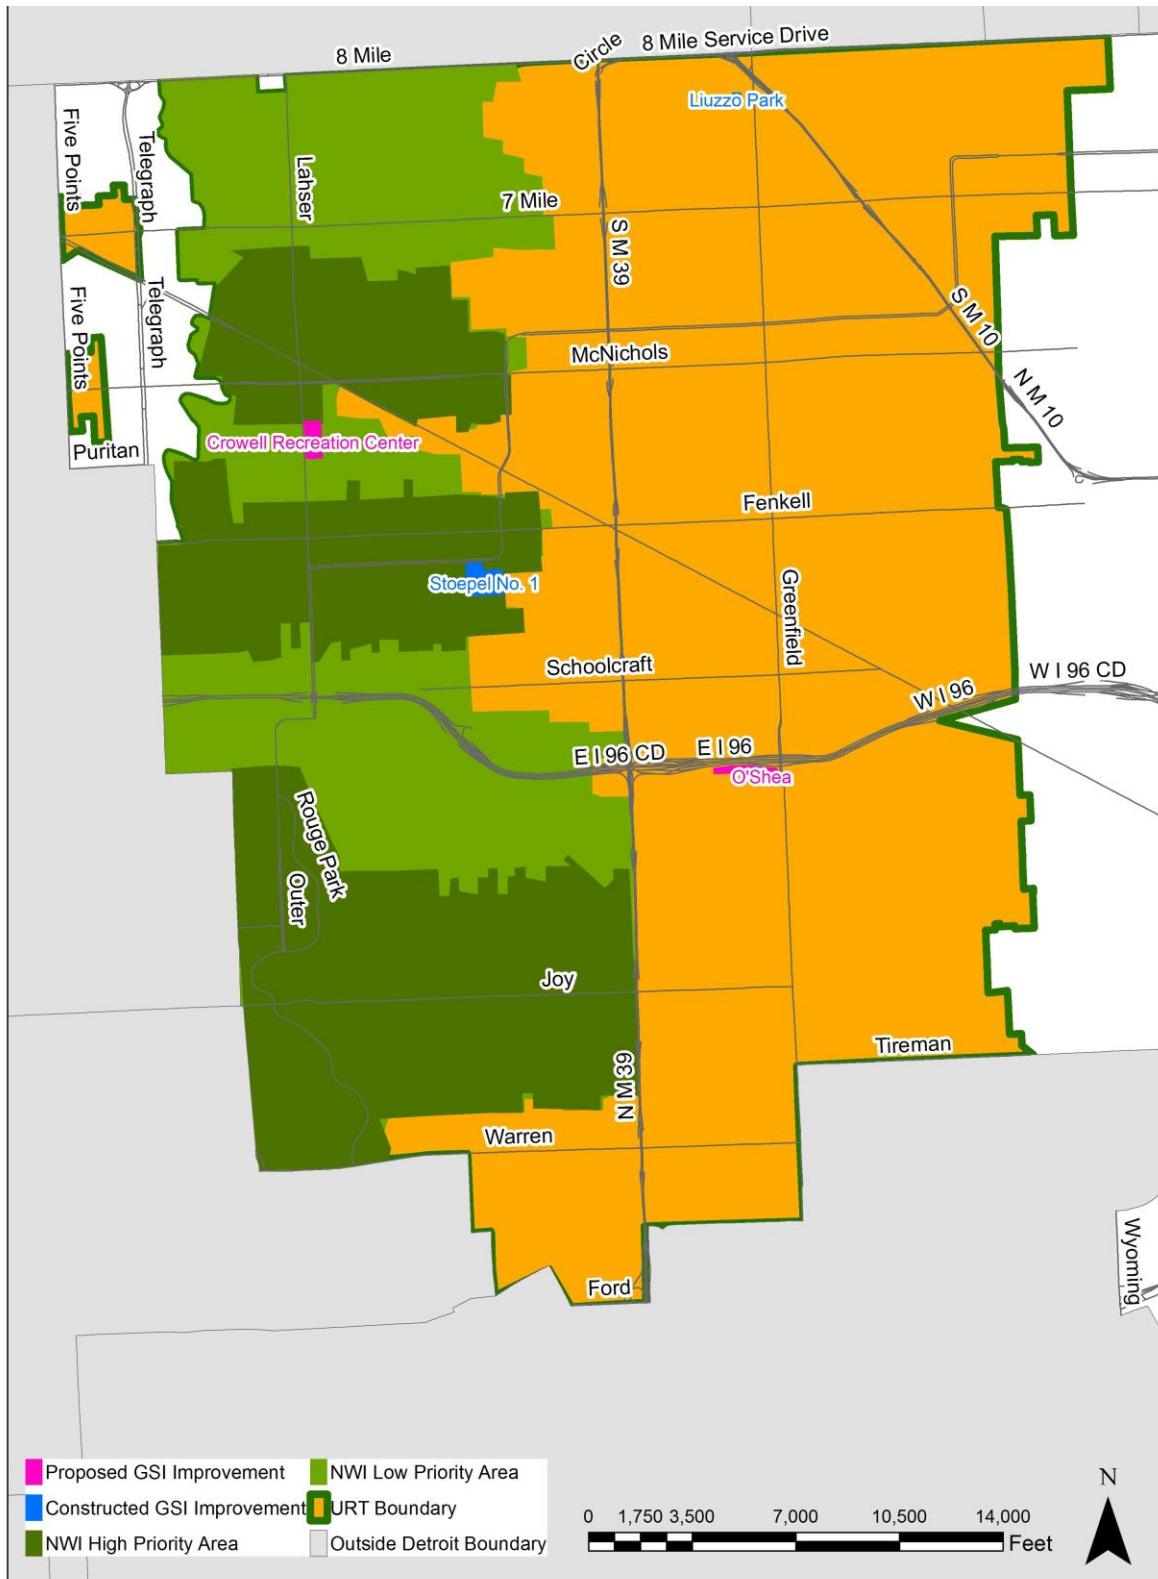 8 Mile
Circle
8 Mile Service Drive
Liuzzo Park
Five Points
Telegraph
Lahser
7 Mile
S M 39
Five Points
Telegraph
S M 10
McNichols
N M 10
Crowell Recreation Center
Puritan
Fenkell
Stoepel No. 1
Greenfield
Schoolcraft
W I 96 CD
W I 96
E I 96 CD
E I 96
O'Shea
Rouge Park
Outer
Joy
Tireman
N M 39
Warren
Wyoming
Ford
Proposed GSI Improvement
Constructed GSI Improvement
NWI High Priority Area
NWI Low Priority Area
URT Boundary
Outside Detroit Boundary
0 1,750 3,500 7,000 10,500 14,000
Feet
N